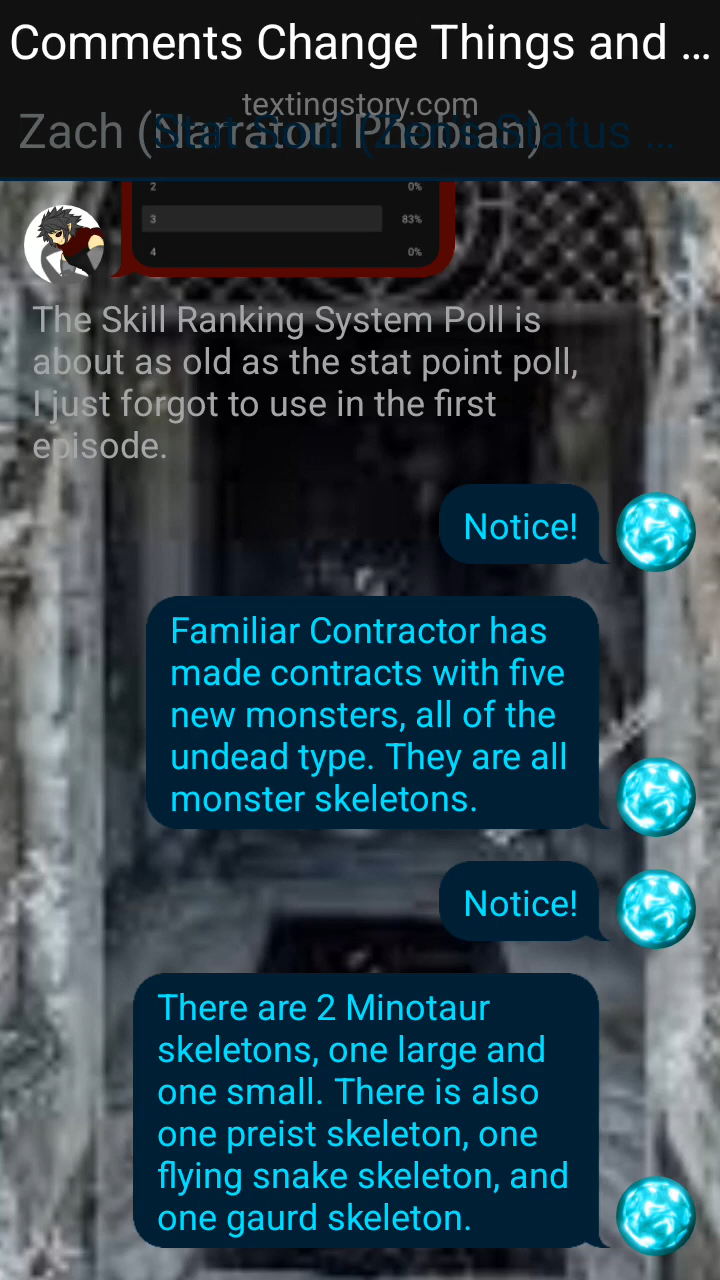 Comments Change Things and ...
textingstory.com
Zach (Narrator: Phabian)
2 0%
3 83%
4 0%
The Skill Ranking System Poll is
about as old as the stat point poll,
I just forgot to use in the first
episode.
Notice!
Familiar Contractor has
made contracts with five
new monsters, all of the
undead type. They are all
monster skeletons.
Notice!
There are 2 Minotaur
skeletons, one large and
one small. There is also
one preist skeleton, one
flying snake skeleton, and
one gaurd skeleton.